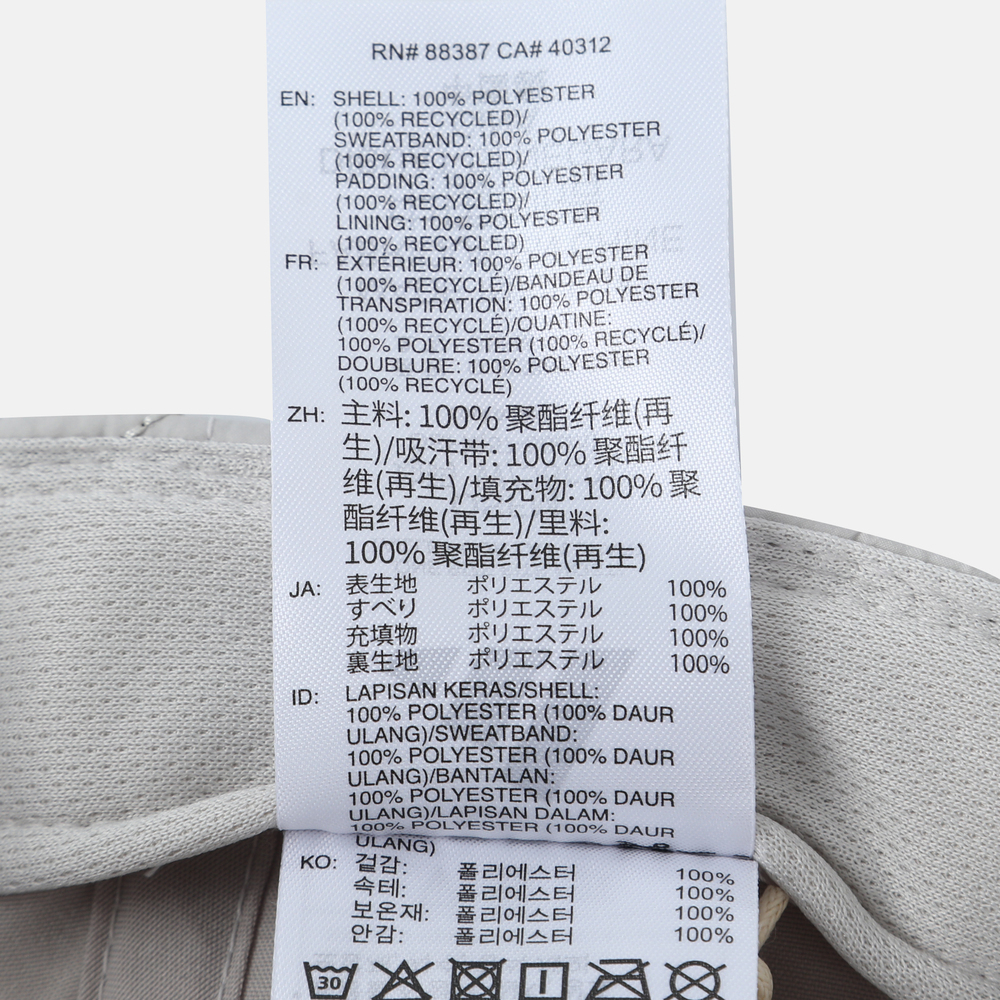 RN# 88387 CA# 40312
EN: SHELL: 100% POLYESTER
(100% RECYCLED)/
SWEATBAND: 100% POLYESTER
(100% RECYCLED)/
PADDING: 100% POLYESTER
(100% RECYCLED)/
LINING: 100% POLYESTER
(100% RECYCLED)
FR: EXTÉRIEUR: 100% POLYESTER
(100% RECYCLÉ)/BANDEAU DE
TRANSPIRATION: 100% POLYESTER
(100% RECYCLÉ)/OUATINE:
100% POLYESTER (100% RECYCLÉ)/
DOUBLURE: 100% POLYESTER
(100% RECYCLÉ)
ZH: 主料: 100% 聚酯纤维(再
生)/吸汗带: 100% 聚酯纤
维(再生)/填充物: 100% 聚
酯纤维(再生)/里料:
100% 聚酯纤维(再生)
JA: 表生地 ポリエステル 100%
すべり ポリエステル 100%
充填物 ポリエステル 100%
裏生地 ポリエステル 100%
ID: LAPISAN KERAS/SHELL:
100% POLYESTER (100% DAUR
ULANG)/SWEATBAND:
100% POLYESTER (100% DAUR
ULANG)/BANTALAN:
100% POLYESTER (100% DAUR
ULANG)/LAPISAN DALAM:
100% POLYESTER (100% DAUR
ULANG)
KO: 겉감: 폴리에스터 100%
속테: 폴리에스터 100%
보온재: 폴리에스터 100%
안감: 폴리에스터 100%
30